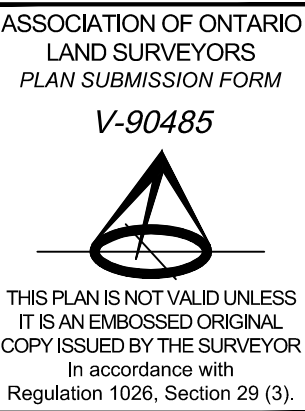 ASSOCIATION OF ONTARIO
LAND SURVEYORS
PLAN SUBMISSION FORM
V-90485
THIS PLAN IS NOT VALID UNLESS
IT IS AN EMBOSSED ORIGINAL
COPY ISSUED BY THE SURVEYOR
In accordance with
Regulation 1026, Section 29 (3).